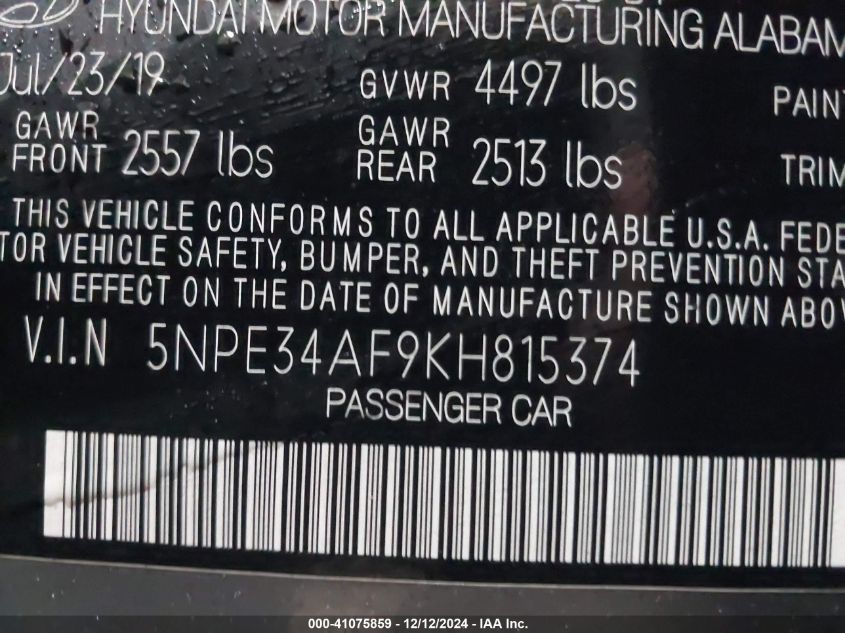 HYUNDAI MOTOR MANUFACTURING ALABAM
Jul/23/19 GVWR 4497 lbs PAINT
GAWR FRONT 2557 lbs GAWR REAR 2513 lbs TRIM
THIS VEHICLE CONFORMS TO ALL APPLICABLE U.S.A. FEDE
TOR VEHICLE SAFETY, BUMPER, AND THEFT PREVENTION STA
IN EFFECT ON THE DATE OF MANUFACTURE SHOWN ABOV
V.I.N 5NPE34AF9KH815374
PASSENGER CAR
000-41075859 - 12/12/2024 - IAA Inc.